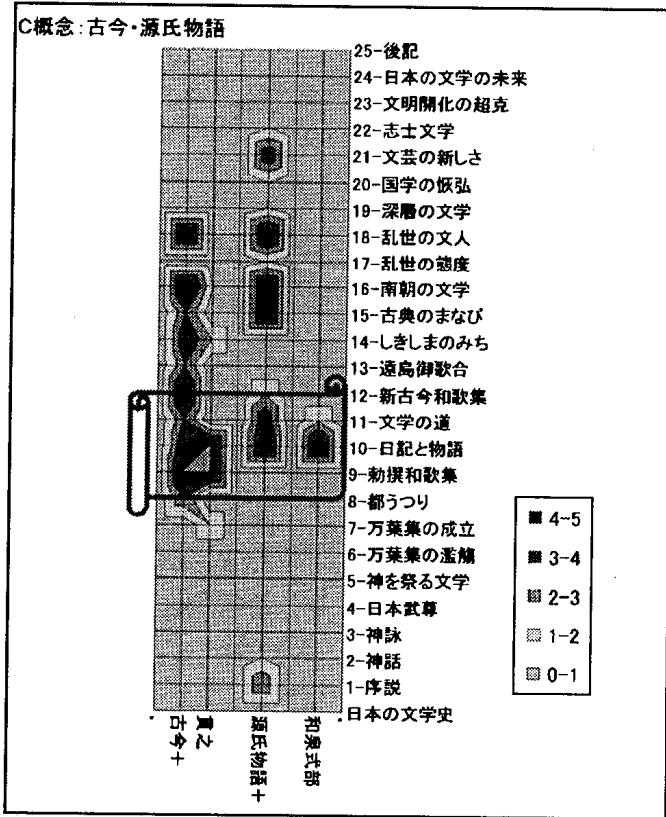 C概念:古今・源氏物語
25-後記
24-日本の文学の未来
23-文明開化の超克
22-志士文学
21-文芸の新しさ
20-国学の恢弘
19-深層の文学
18-乱世の文人
17-乱世の態度
16-南朝の文学
15-古典のまなび
14-しきしまのみち
13-遠島御歌合
12-新古今和歌集
11-文学の道
10-日記と物語
9-勅撰和歌集
8-都うつり
7-万葉集の成立
6-万葉集の濫觴
5-神を祭る文学
4-日本武尊
3-神詠
2-神話
1-序説
日本の文学史
古今+
貫之
源氏物語+
和泉式部
4-5
3-4
2-3
1-2
0-1